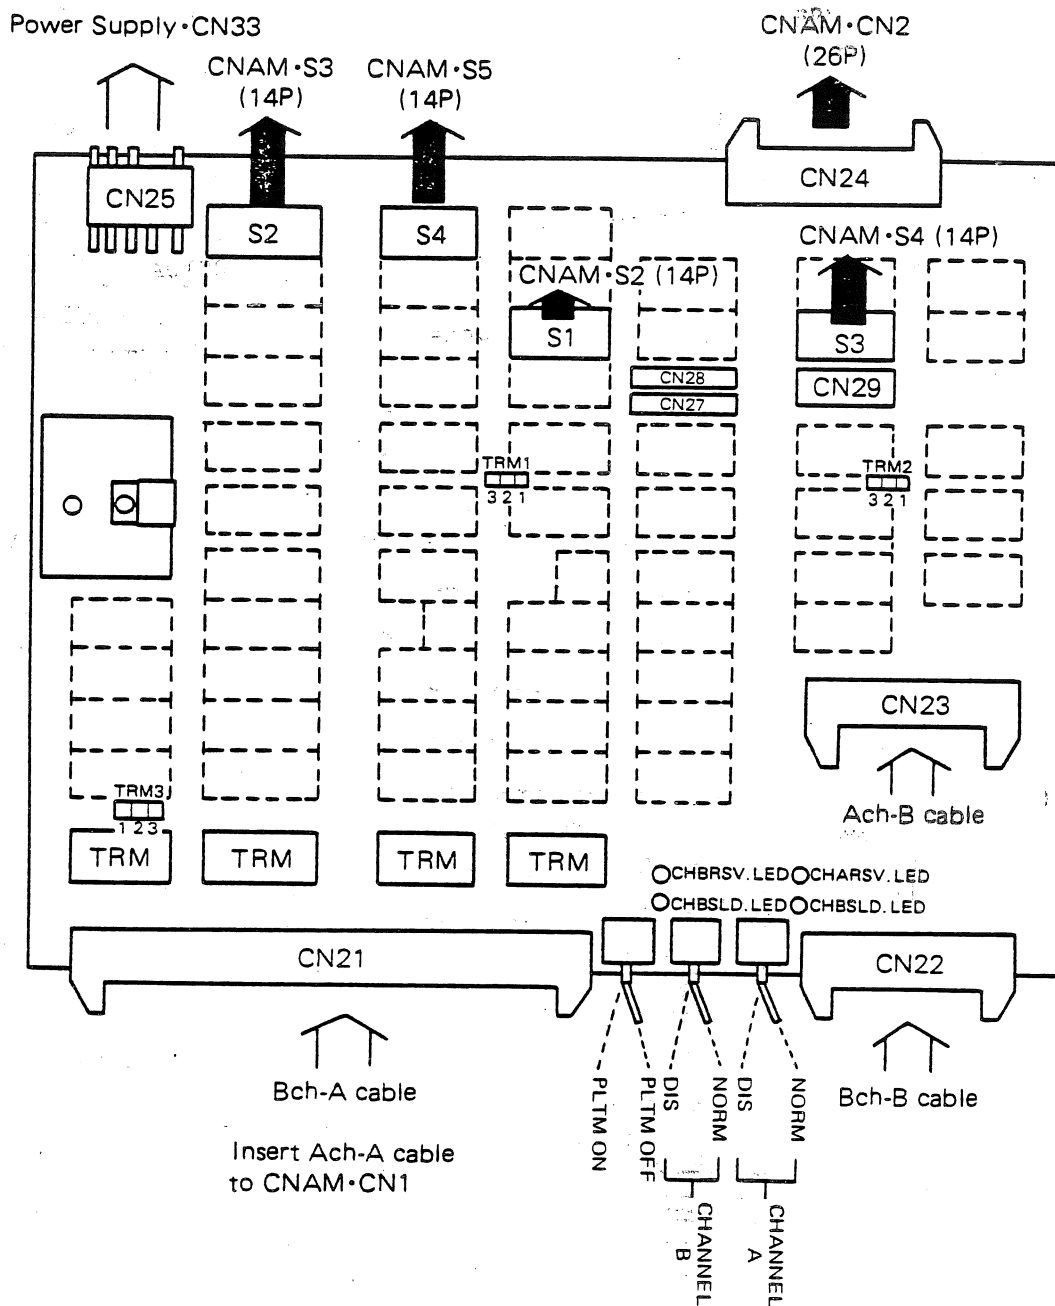 Power Supply·CN33
CNAM·S3
(14P)
CNAM·S5
(14P)
CNAM·CN2
(26P)
CN25
CN24
S2
S4
CNAM·S4 (14P)
CNAM·S2 (14P)
S1
S3
CN28
CN27
CN29
TRM1
3 2 1
TRM2
3 2 1
CN23
Ach-B cable
TRM3
1 2 3
TRM
TRM
TRM
TRM
CHBRSV.LED
CHARSV.LED
CHBSLD.LED
CHBSLD.LED
CN21
CN22
Bch-A cable
Bch-B cable
Insert Ach-A cable
to CNAM·CN1
PLTM ON
PLTM OFF
DIS
NORM
DIS
NORM
CHANNEL
B
CHANNEL
A